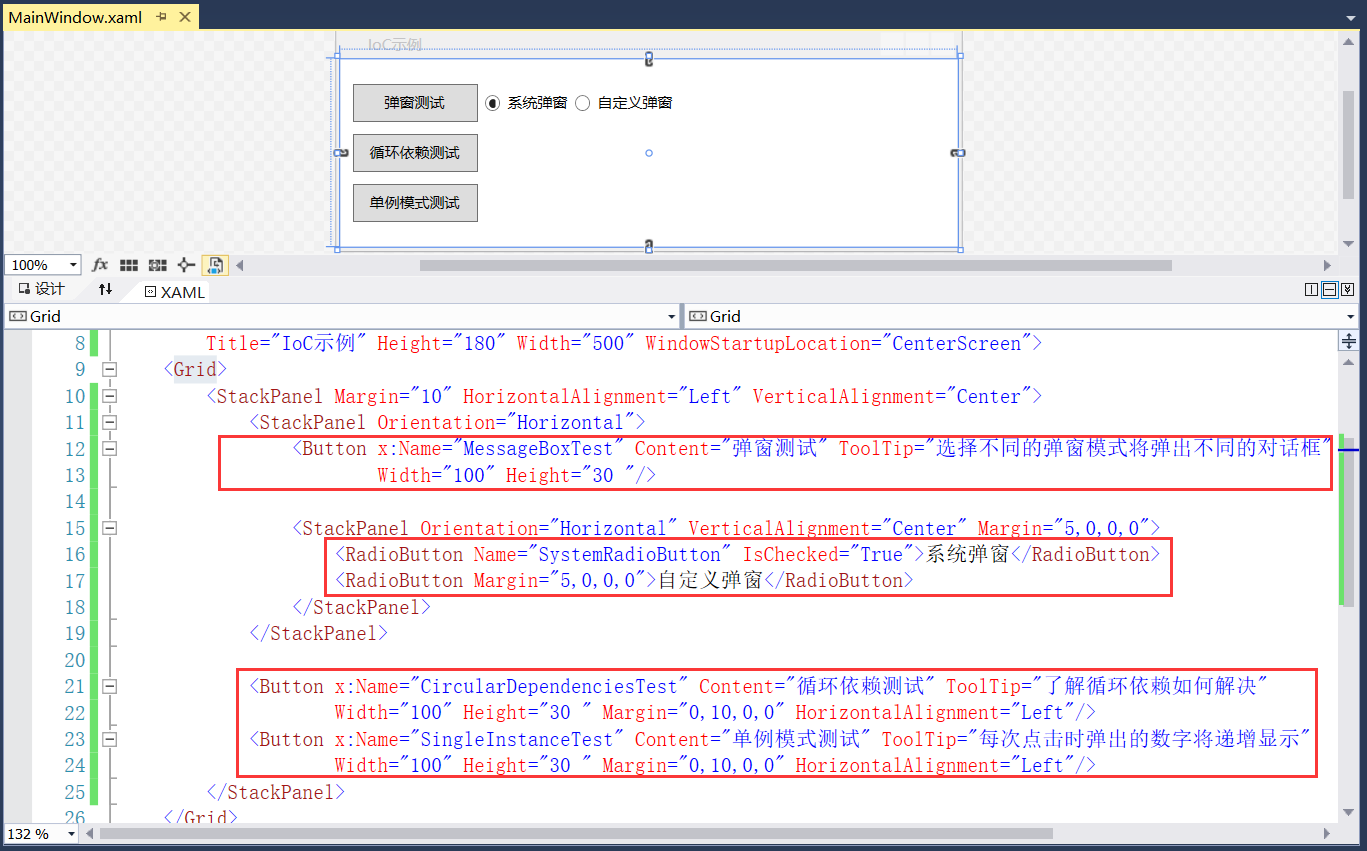 MainWindow.xaml
IoC示例
弹窗测试 系统弹窗 自定义弹窗
循环依赖测试
单例模式测试
100% fx
设计 XAML
Grid Grid
8 Title="IoC示例" Height="180" Width="500" WindowStartupLocation="CenterScreen">
9 <Grid>
10 <StackPanel Margin="10" HorizontalAlignment="Left" VerticalAlignment="Center">
11 <StackPanel Orientation="Horizontal">
12 <Button x:Name="MessageBoxTest" Content="弹窗测试" ToolTip="选择不同的弹窗模式将弹出不同的对话框"
13 Width="100" Height="30 "/>
14
15 <StackPanel Orientation="Horizontal" VerticalAlignment="Center" Margin="5,0,0,0">
16 <RadioButton Name="SystemRadioButton" IsChecked="True">系统弹窗</RadioButton>
17 <RadioButton Margin="5,0,0,0">自定义弹窗</RadioButton>
18 </StackPanel>
19 </StackPanel>
20
21 <Button x:Name="CircularDependenciesTest" Content="循环依赖测试" ToolTip="了解循环依赖如何解决"
22 Width="100" Height="30 " Margin="0,10,0,0" HorizontalAlignment="Left"/>
23 <Button x:Name="SingleInstanceTest" Content="单例模式测试" ToolTip="每次点击时弹出的数字将递增显示"
24 Width="100" Height="30 " Margin="0,10,0,0" HorizontalAlignment="Left"/>
25 </StackPanel>
26 </Grid>
132 %